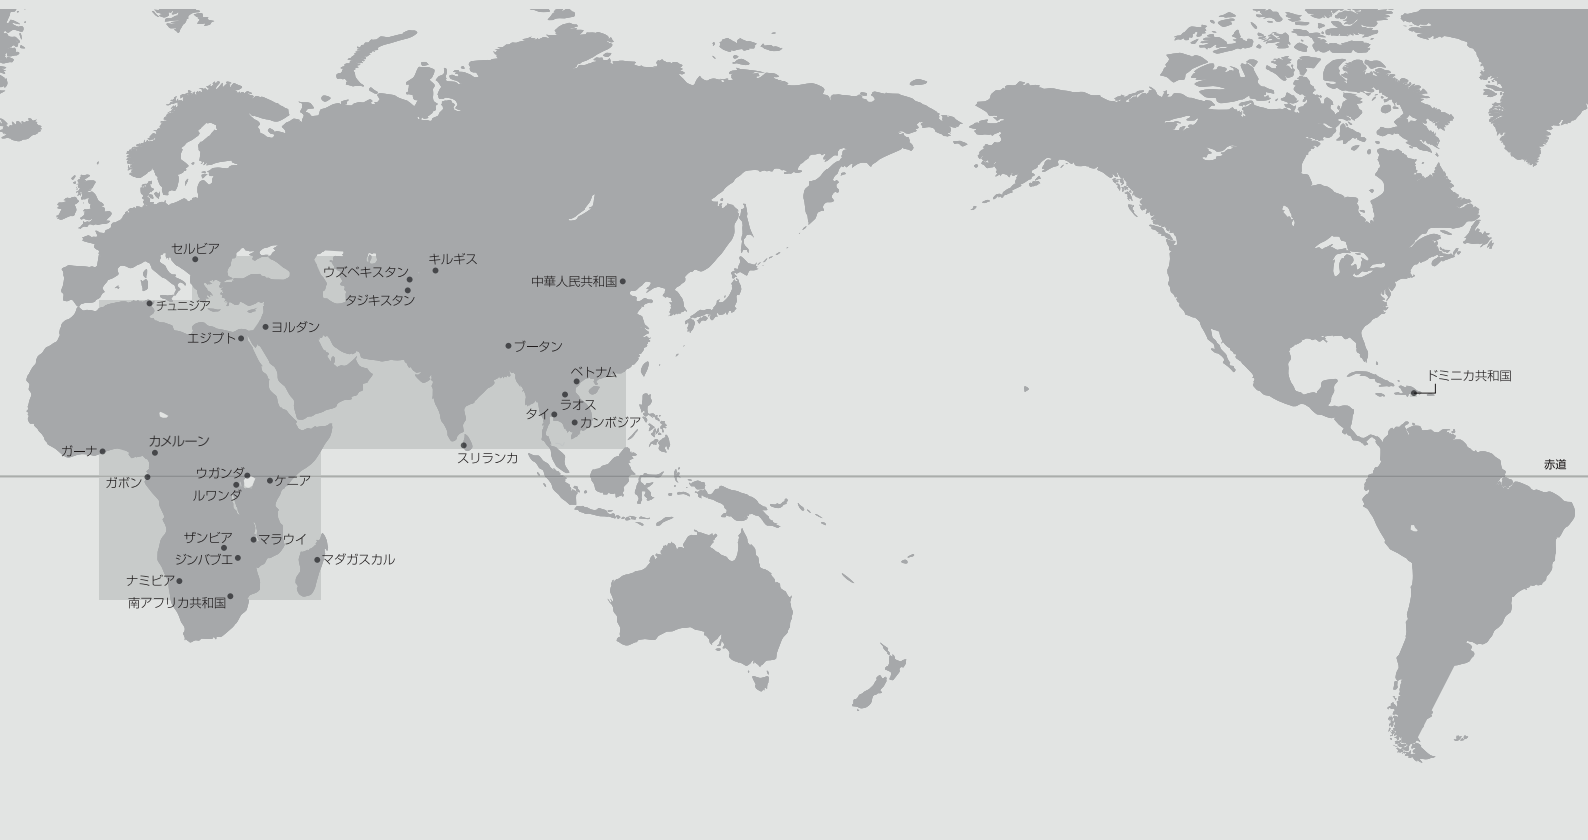 セルビア
キルギス
ウズベキスタン
中華人民共和国
タジキスタン
チュニジア
ヨルダン
エジプト
ブータン
ベトナム
ドミニカ共和国
ラオス
タイ
カンボジア
カメルーン
ガーナ
スリランカ
赤道
ウガンダ
ケニア
ガボン
ルワンダ
ザンビア
マラウイ
ジンバブエ
マダガスカル
ナミビア
南アフリカ共和国